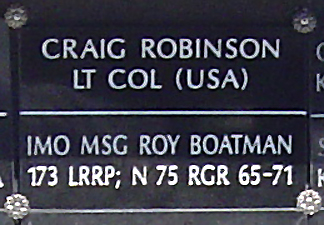 CRAIG ROBINSON
LT COL (USA)
IMO MSG ROY BOATMAN
173 LRRP; N 75 RGR 65-71